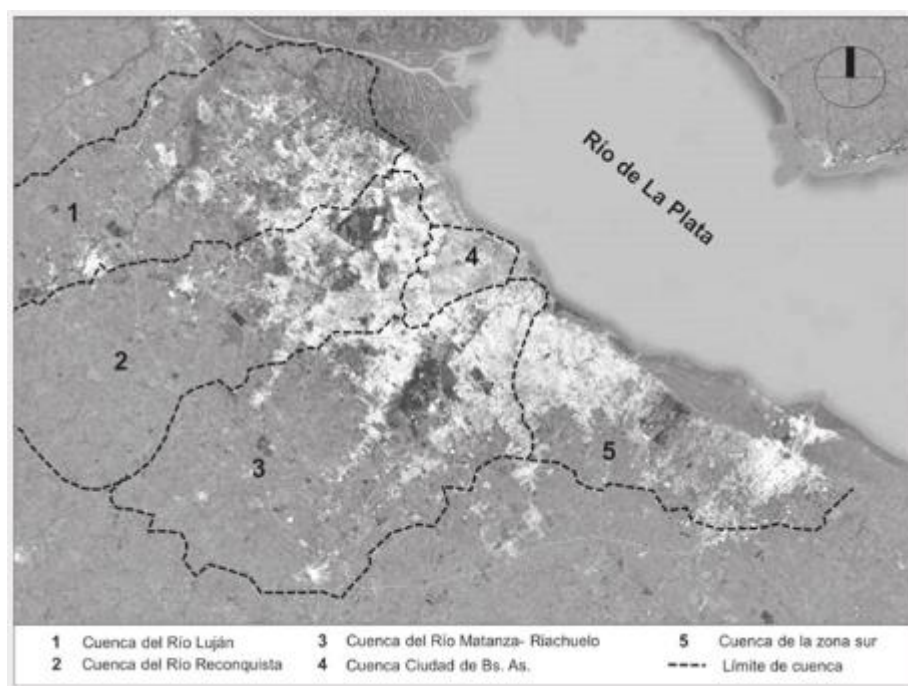 Río de La Plata
1
4
2
3
5
1 Cuenca del Río Luján
2 Cuenca del Río Reconquista
3 Cuenca del Río Matanza- Riachuelo
4 Cuenca Ciudad de Bs. As.
5 Cuenca de la zona sur
Límite de cuenca